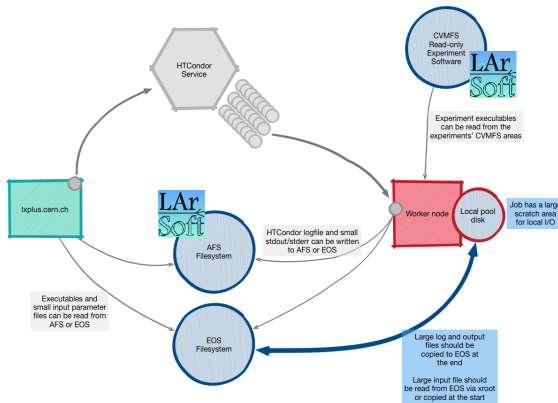 CVMFS
Read-only
Experiment
Software
LAr
Soft
HTCondor
Service
Experiment executables
can be read from the
experiments' CVMFS areas
lxplus.cern.ch
LAr
Soft
AFS
Filesystem
HTCondor logfile and small
stdout/stderr can be written
to AFS or EOS
Worker node
Local pool
disk
Job has a large
scratch area
for local I/O
Executables and
small input parameter
files can be read from
AFS or EOS
EOS
Filesystem
Large log and output
files should be
copied to EOS at
the end
Large input file should
be read from EOS via xroot
or copied at the start